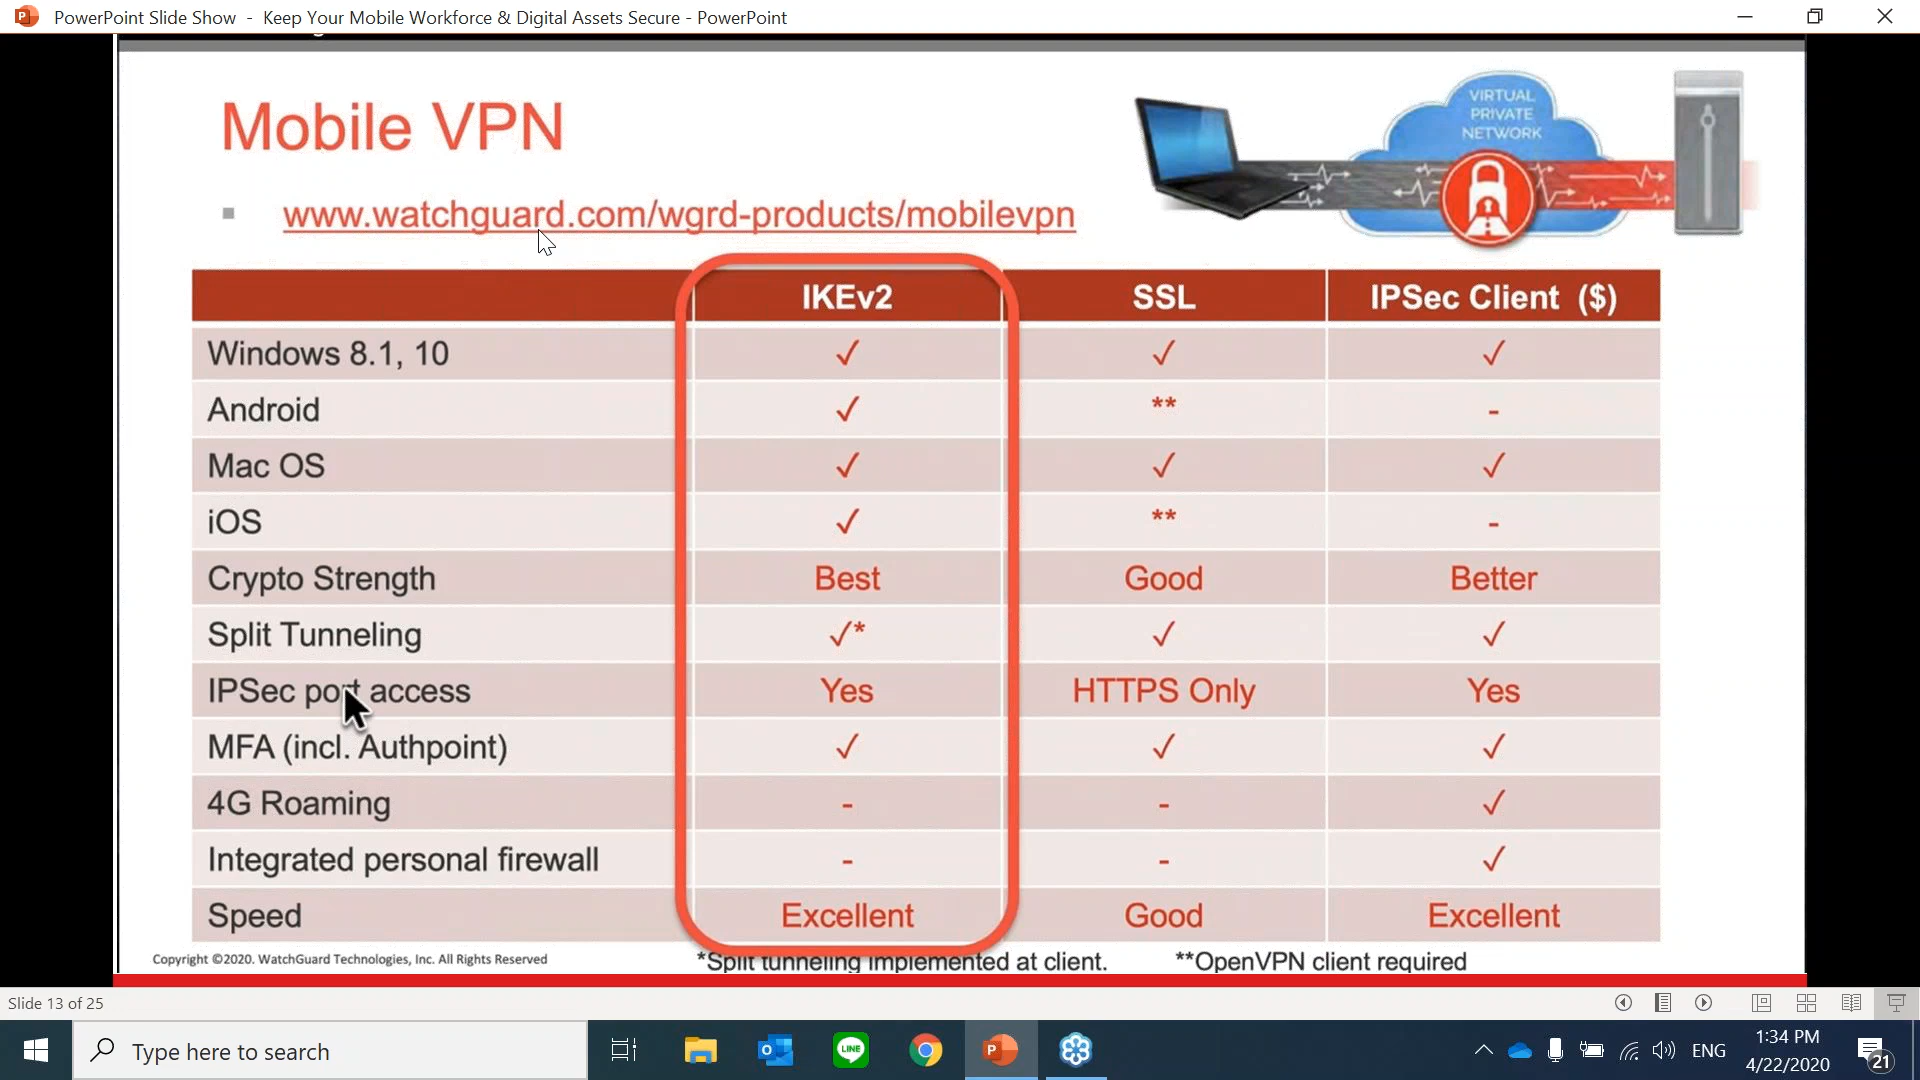 PowerPoint Slide Show - Keep Your Mobile Workforce & Digital Assets Secure - PowerPoint
Mobile VPN
VIRTUAL
PRIVATE
NETWORK
▪ www.watchguard.com/wgrd-products/mobilevpn
IKEv2 SSL IPSec Client ($)
Windows 8.1, 10 ✓ ✓ ✓
Android ✓ ** -
Mac OS ✓ ✓ ✓
iOS ✓ ** -
Crypto Strength Best Good Better
Split Tunneling ✓* ✓ ✓
IPSec port access Yes HTTPS Only Yes
MFA (incl. Authpoint) ✓ ✓ ✓
4G Roaming - - ✓
Integrated personal firewall - - ✓
Speed Excellent Good Excellent
Copyright ©2020. WatchGuard Technologies, Inc. All Rights Reserved *Split tunneling implemented at client. **OpenVPN client required
Slide 13 of 25
Type here to search
LINE
ENG
1:34 PM
4/22/2020
21